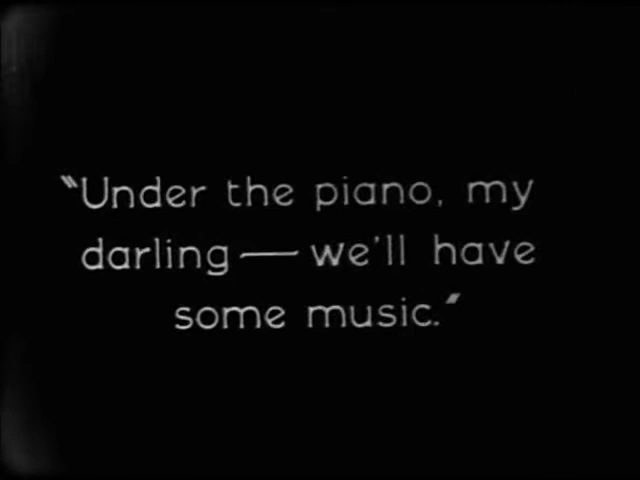 "Under the piano, my
darling — we'll have
some music."